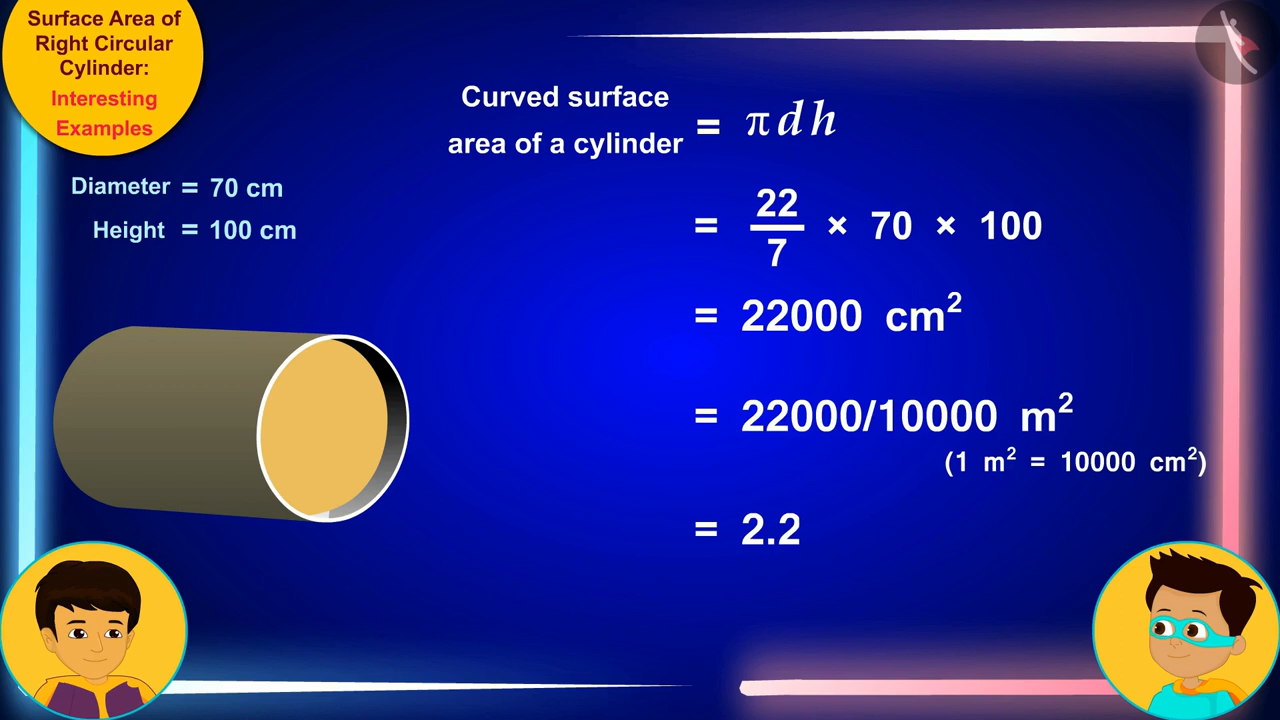 Surface Area of
Right Circular
Cylinder:
Interesting
Examples
Diameter = 70 cm
Height = 100 cm
Curved surface
area of a cylinder = πdh
= 22/7 × 70 × 100
= 22000 cm²
= 22000/10000 m²
(1 m² = 10000 cm²)
= 2.2